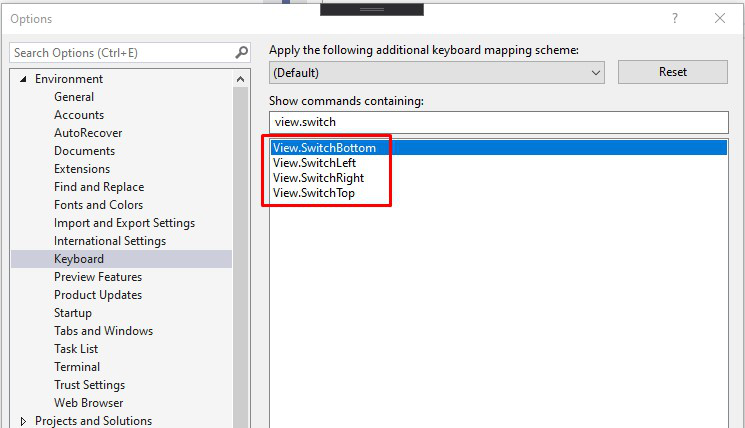 Options
?
Search Options (Ctrl+E)
Environment
General
Accounts
AutoRecover
Documents
Extensions
Find and Replace
Fonts and Colors
Import and Export Settings
International Settings
Keyboard
Preview Features
Product Updates
Startup
Tabs and Windows
Task List
Terminal
Trust Settings
Web Browser
Projects and Solutions
Apply the following additional keyboard mapping scheme:
(Default)
Reset
Show commands containing:
view.switch
View.SwitchBottom
View.SwitchLeft
View.SwitchRight
View.SwitchTop